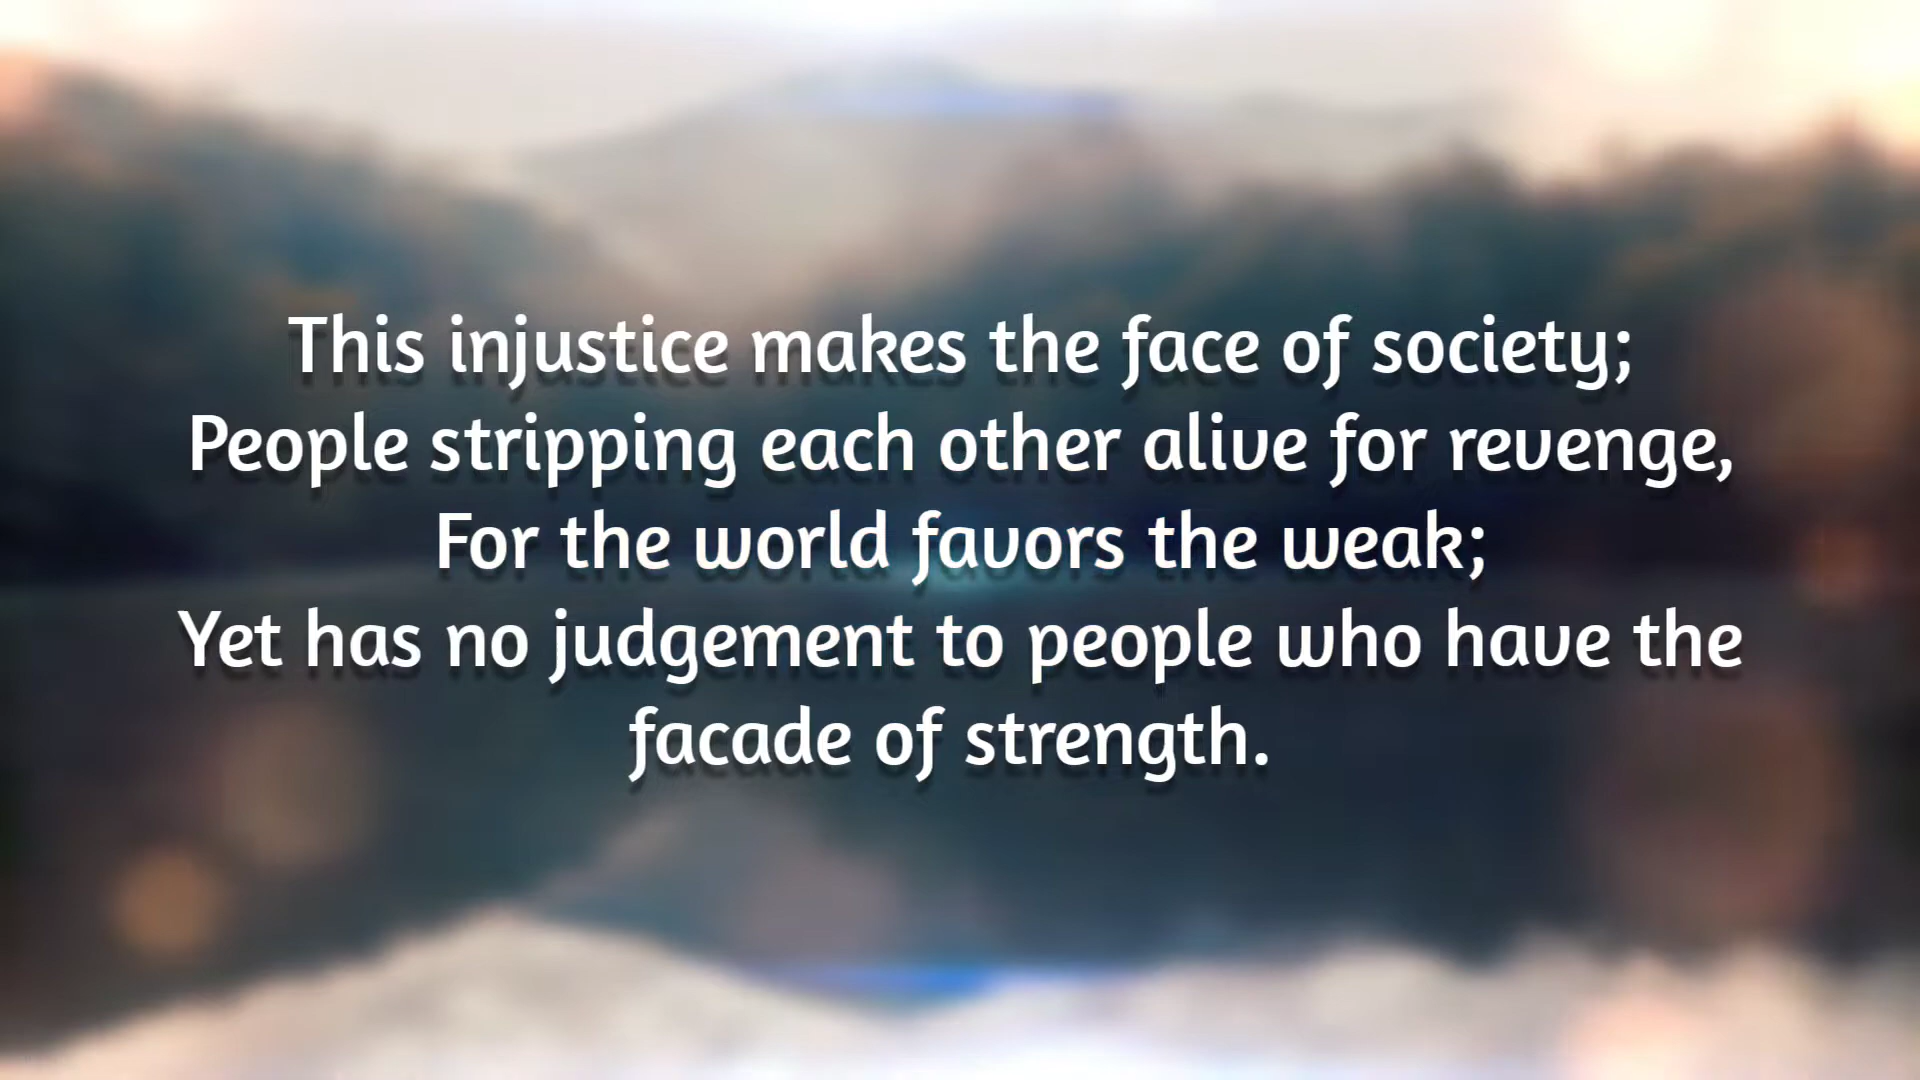 This injustice makes the face of society;
People stripping each other alive for revenge,
For the world favors the weak;
Yet has no judgement to people who have the
facade of strength.